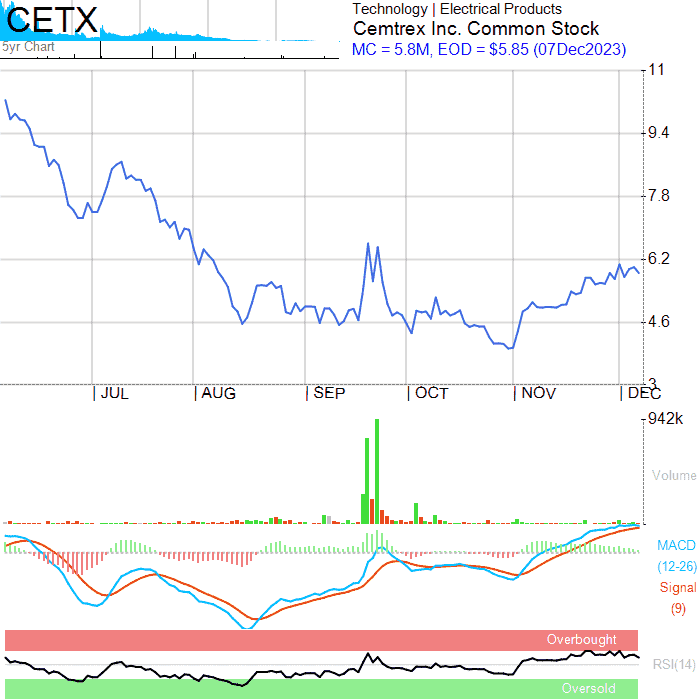 CETX
5yr Chart
Technology | Electrical Products
Cemtrex Inc. Common Stock
MC = 5.8M, EOD = $5.85 (07Dec2023)
11
9.4
7.8
6.2
4.6
3
| JUL | AUG | SEP | OCT | NOV | DEC
942k
Volume
MACD
(12-26)
Signal
(9)
Overbought
RSI(14)
Oversold